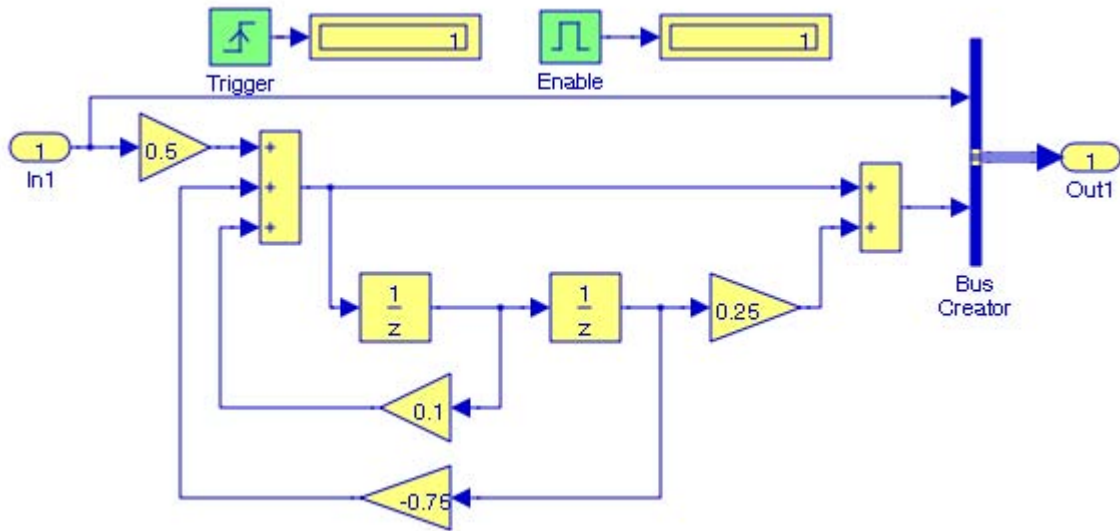 1
1
Trigger
Enable
1
In1
0.5
+
+
+
+
+
1
Out1
1
z
1
z
0.25
Bus
Creator
0.1
-0.75